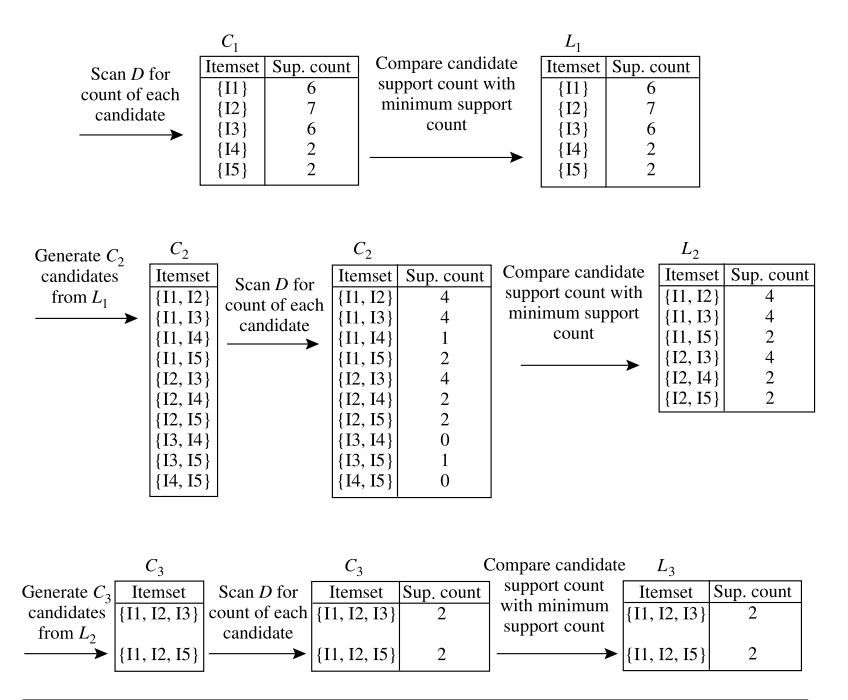 C1
Scan D for
count of each
candidate
Itemset Sup. count
{I1} 6
{I2} 7
{I3} 6
{I4} 2
{I5} 2
Compare candidate
support count with
minimum support
count
L1
Itemset Sup. count
{I1} 6
{I2} 7
{I3} 6
{I4} 2
{I5} 2
Generate C2
candidates
from L1
C2
Itemset
{I1, I2}
{I1, I3}
{I1, I4}
{I1, I5}
{I2, I3}
{I2, I4}
{I2, I5}
{I3, I4}
{I3, I5}
{I4, I5}
Scan D for
count of each
candidate
C2
Itemset Sup. count
{I1, I2} 4
{I1, I3} 4
{I1, I4} 1
{I1, I5} 2
{I2, I3} 4
{I2, I4} 2
{I2, I5} 2
{I3, I4} 0
{I3, I5} 1
{I4, I5} 0
Compare candidate
support count with
minimum support
count
L2
Itemset Sup. count
{I1, I2} 4
{I1, I3} 4
{I1, I5} 2
{I2, I3} 4
{I2, I4} 2
{I2, I5} 2
Generate C3
candidates
from L2
C3
Itemset
{I1, I2, I3}
{I1, I2, I5}
Scan D for
count of each
candidate
C3
Itemset Sup. count
{I1, I2, I3} 2
{I1, I2, I5} 2
Compare candidate
support count
with minimum
support count
L3
Itemset Sup. count
{I1, I2, I3} 2
{I1, I2, I5} 2